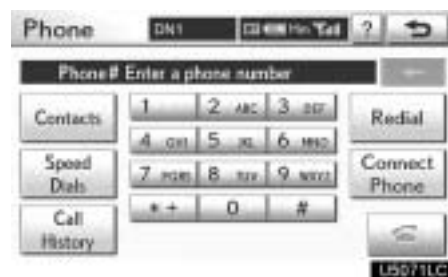 Phone DN1 ?
Phone# Enter a phone number
Contacts
Speed
Dials
Call
History
1 2 ABC 3 DEF
4 GHI 5 JKL 6 MNO
7 PQRS 8 TUV 9 WXYZ
* + 0 #
Redial
Connect
Phone
U5071LC